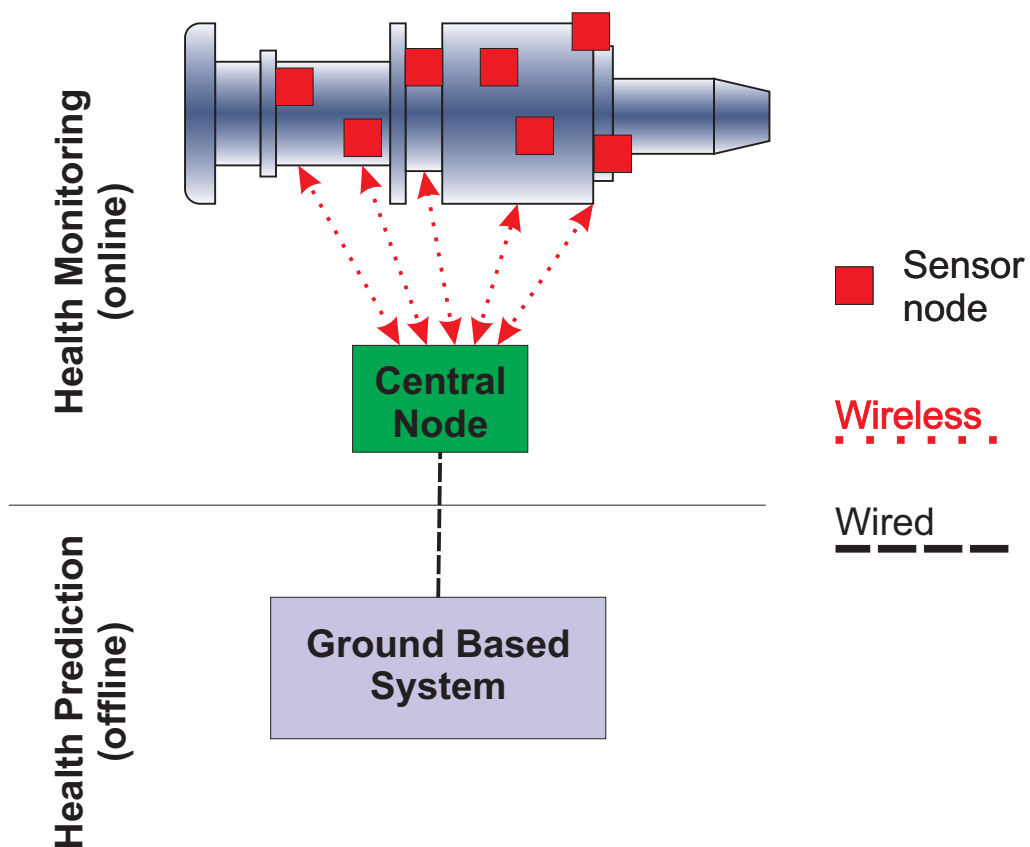 Health Monitoring
(online)
Sensor
node
Central
Node
Wireless
Wired
Health Prediction
(offline)
Ground Based
System